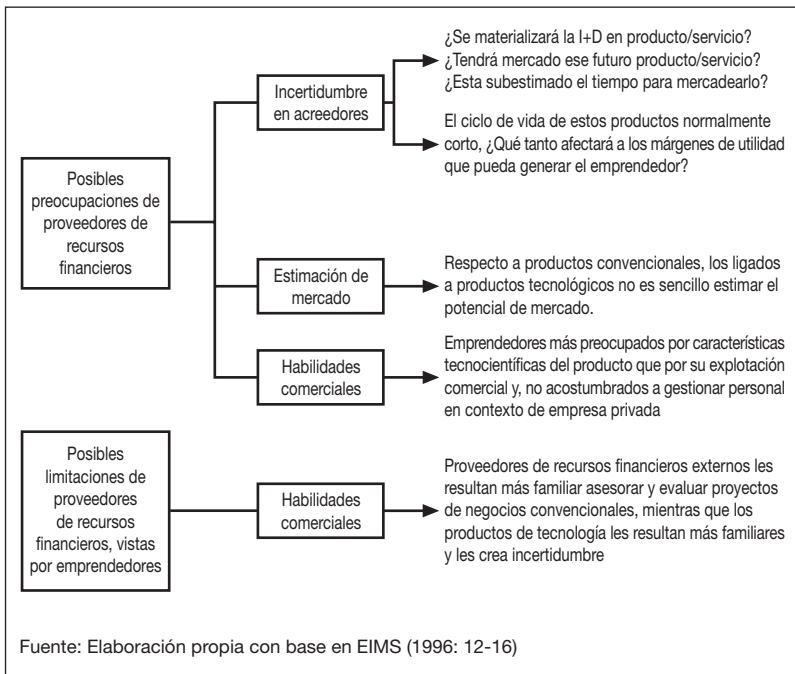 ¿Se materializará la I+D en producto/servicio?
¿Tendrá mercado ese futuro producto/servicio?
¿Esta subestimado el tiempo para mercadearlo?
Incertidumbre
en acreedores
El ciclo de vida de estos productos normalmente
corto, ¿Qué tanto afectará a los márgenes de utilidad
que pueda generar el emprendedor?
Posibles
preocupaciones de
proveedores de
recursos
financieros
Estimación de
mercado
Respecto a productos convencionales, los ligados
a productos tecnológicos no es sencillo estimar el
potencial de mercado.
Habilidades
comerciales
Emprendedores más preocupados por características
tecnocientíficas del producto que por su explotación
comercial y, no acostumbrados a gestionar personal
en contexto de empresa privada
Posibles
limitaciones de
proveedores
de recursos
financieros, vistas
por emprendedores
Habilidades
comerciales
Proveedores de recursos financieros externos les
resultan más familiar asesorar y evaluar proyectos
de negocios convencionales, mientras que los
productos de tecnología les resultan más familiares
y les crea incertidumbre
Fuente: Elaboración propia con base en EIMS (1996: 12-16)